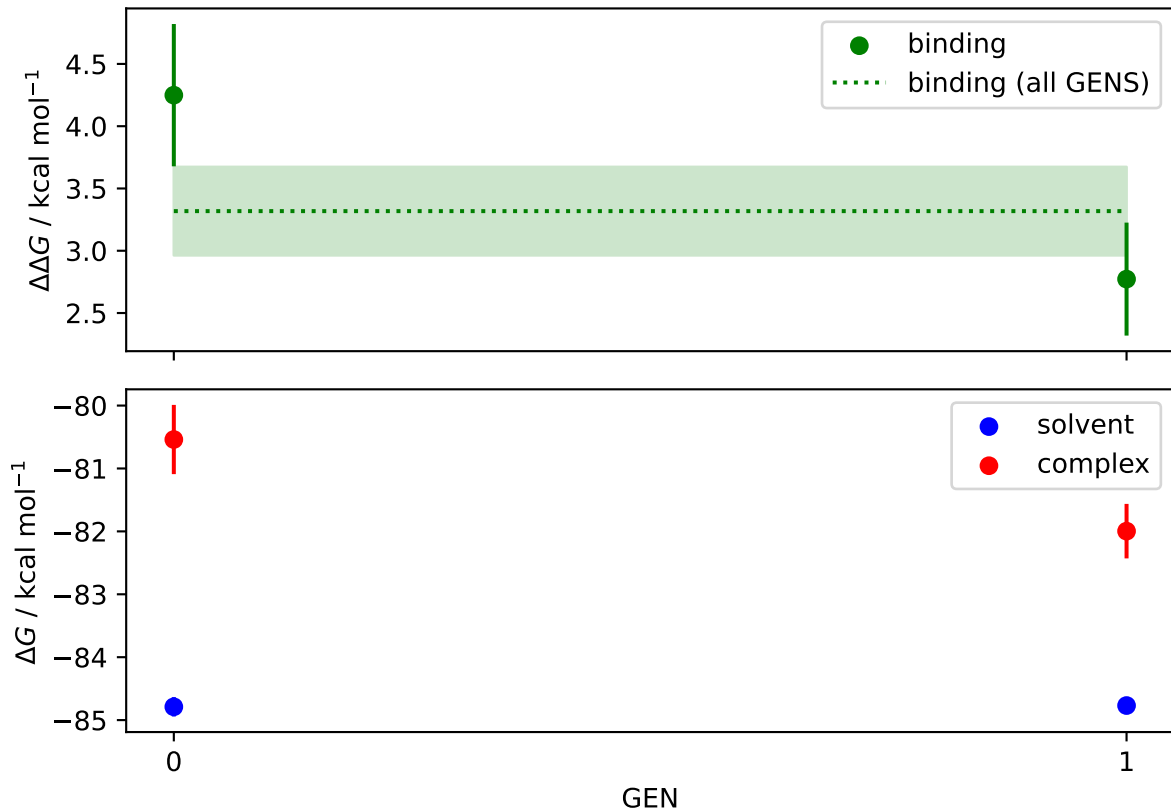 binding
binding (all GENS)
ΔΔG / kcal mol⁻¹
4.5
4.0
3.5
3.0
2.5
solvent
complex
ΔG / kcal mol⁻¹
−80
−81
−82
−83
−84
−85
0 1
GEN